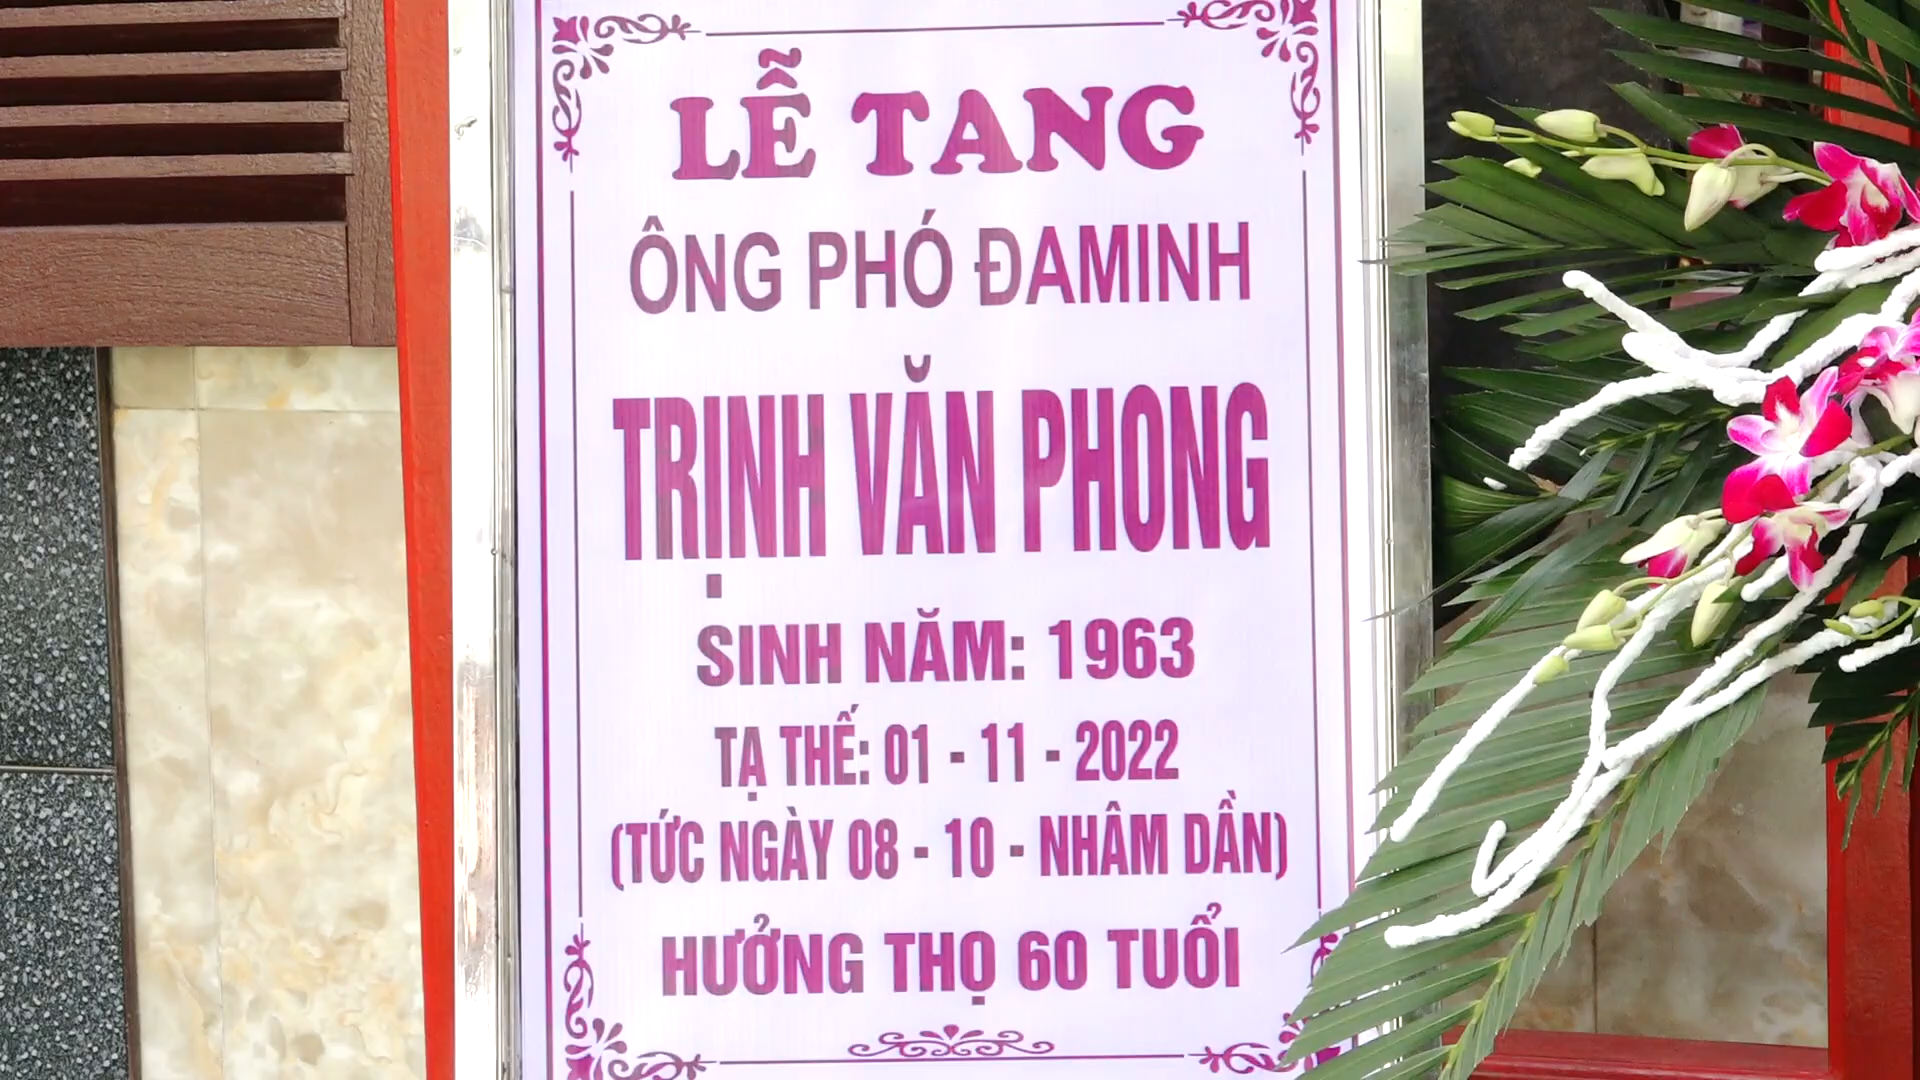 LỄ TANG
ÔNG PHÓ ĐAMINH
TRỊNH VĂN PHONG
SINH NĂM: 1963
TẠ THẾ: 01 - 11 - 2022
(TỨC NGÀY 08 - 10 - NHÂM DẦN)
HƯỞNG THỌ 60 TUỔI